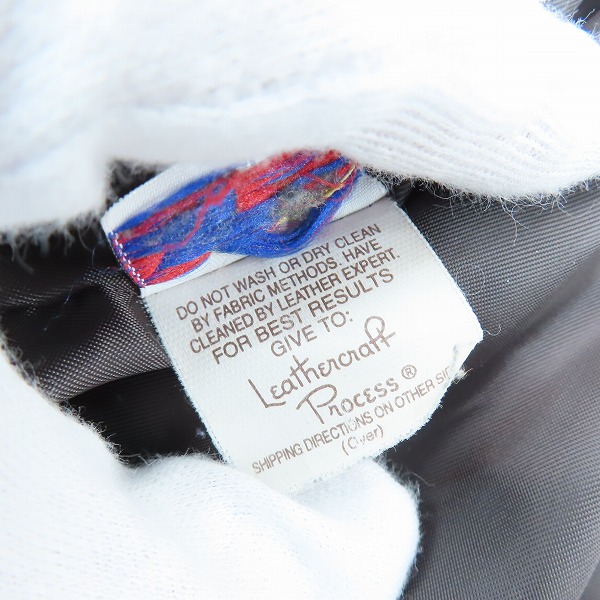 DO NOT WASH OR DRY CLEAN
BY FABRIC METHODS. HAVE
CLEANED BY LEATHER EXPERT.
FOR BEST RESULTS
GIVE TO:
Leathercraft
Process®
SHIPPING DIRECTIONS ON OTHER SIDE
(Over)